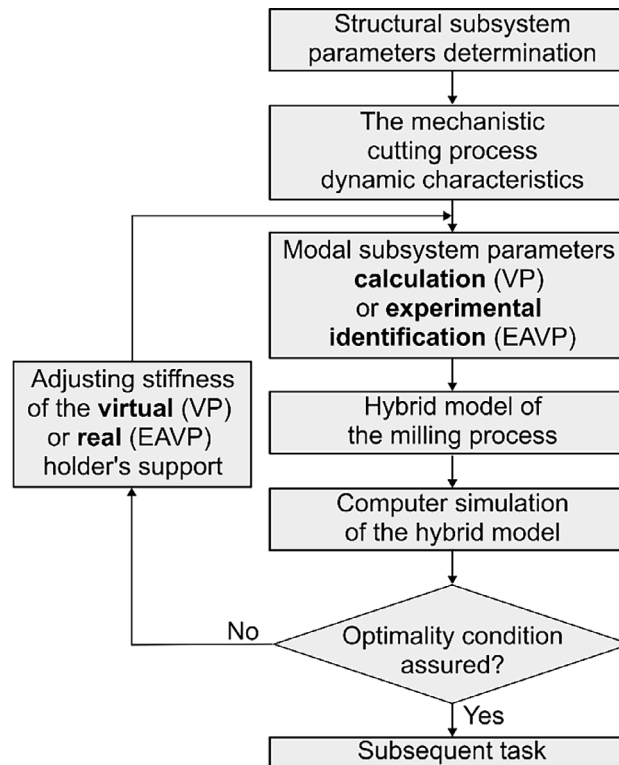 Structural subsystem
parameters determination
The mechanistic
cutting process
dynamic characteristics
Modal subsystem parameters
calculation (VP)
or experimental
identification (EAVP)
Adjusting stiffness
of the virtual (VP)
or real (EAVP)
holder's support
Hybrid model of
the milling process
Computer simulation
of the hybrid model
No
Optimality condition
assured?
Yes
Subsequent task